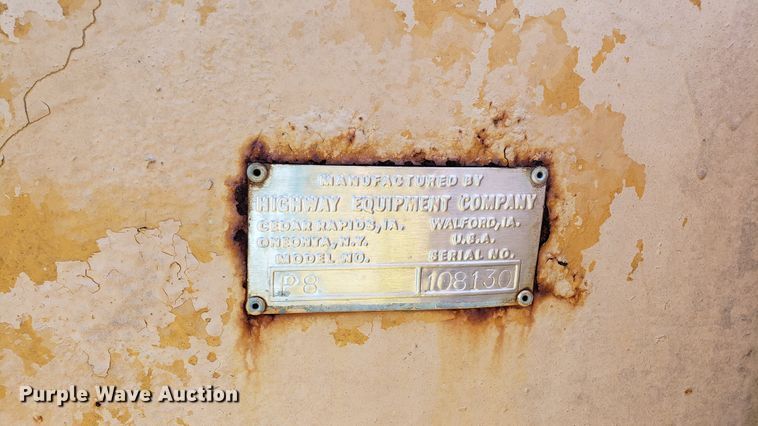 MANUFACTURED BY
HIGHWAY EQUIPMENT COMPANY
CEDAR RAPIDS, IA. WALFORD, IA.
ONEONTA, N.Y. U.S.A.
MODEL NO. SERIAL NO.
P8 108130
Purple Wave Auction